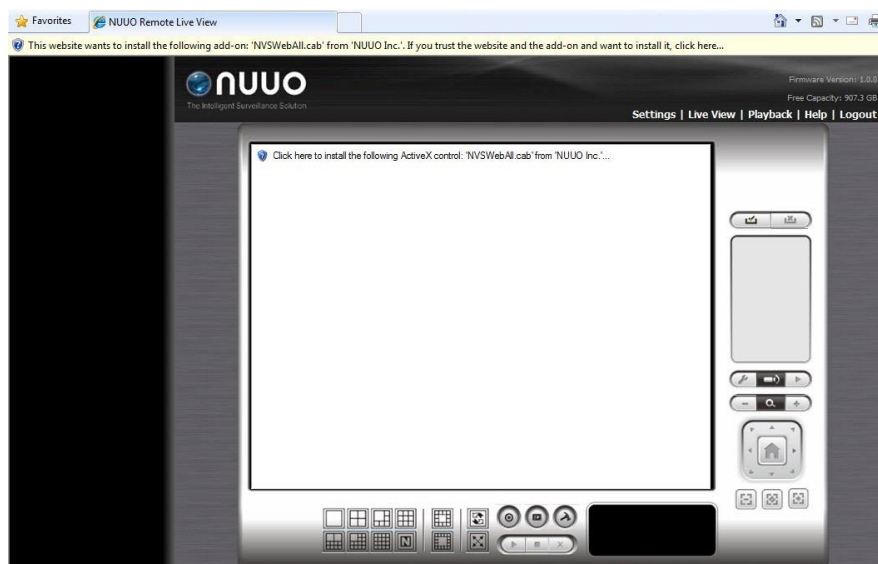 Favorites NUUO Remote Live View
This website wants to install the following add-on: 'NVSWebAll.cab' from 'NUUO Inc.'. If you trust the website and the add-on and want to install it, click here...
nuuo
The Intelligent Surveillance Solution
Firmware Version: 1.0.0
Free Capacity: 907.3 GB
Settings | Live View | Playback | Help | Logout
Click here to install the following ActiveX control: 'NVSWebAll.cab' from 'NUUO Inc.'...
N